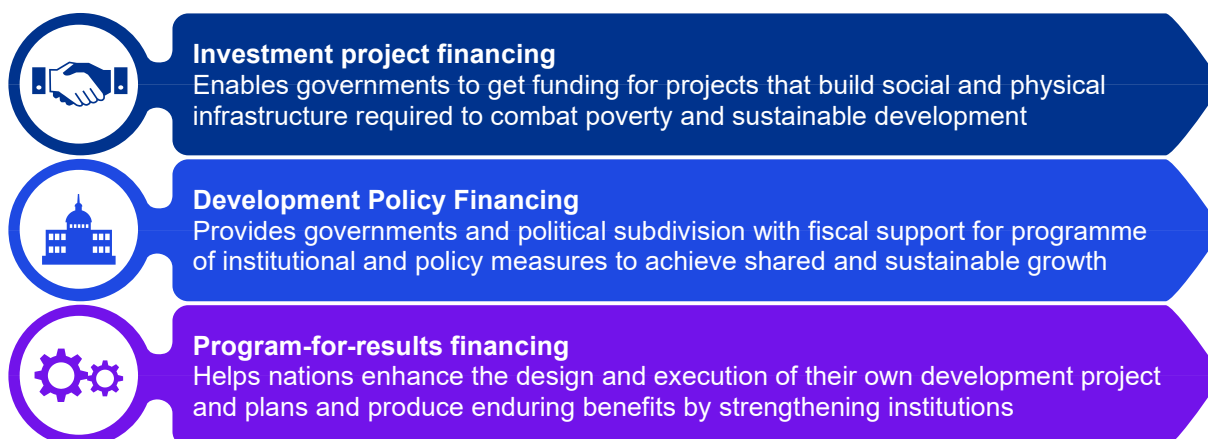 Investment project financing
Enables governments to get funding for projects that build social and physical
infrastructure required to combat poverty and sustainable development
Development Policy Financing
Provides governments and political subdivision with fiscal support for programme
of institutional and policy measures to achieve shared and sustainable growth
Program-for-results financing
Helps nations enhance the design and execution of their own development project
and plans and produce enduring benefits by strengthening institutions